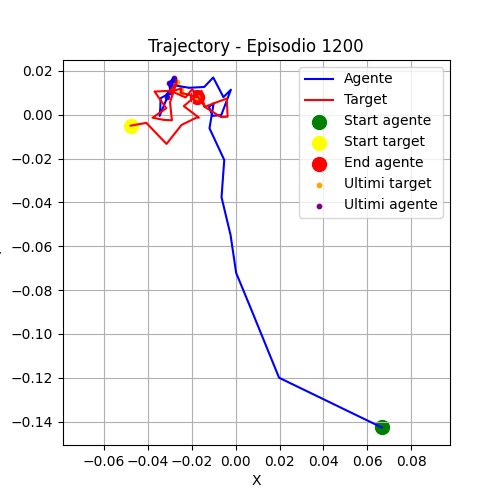 Trajectory - Episodio 1200
Agente
Target
Start agente
Start target
End agente
Ultimi target
Ultimi agente
0.02
0.00
−0.02
−0.04
−0.06
−0.08
−0.10
−0.12
−0.14
−0.06 −0.04 −0.02 0.00 0.02 0.04 0.06 0.08
X